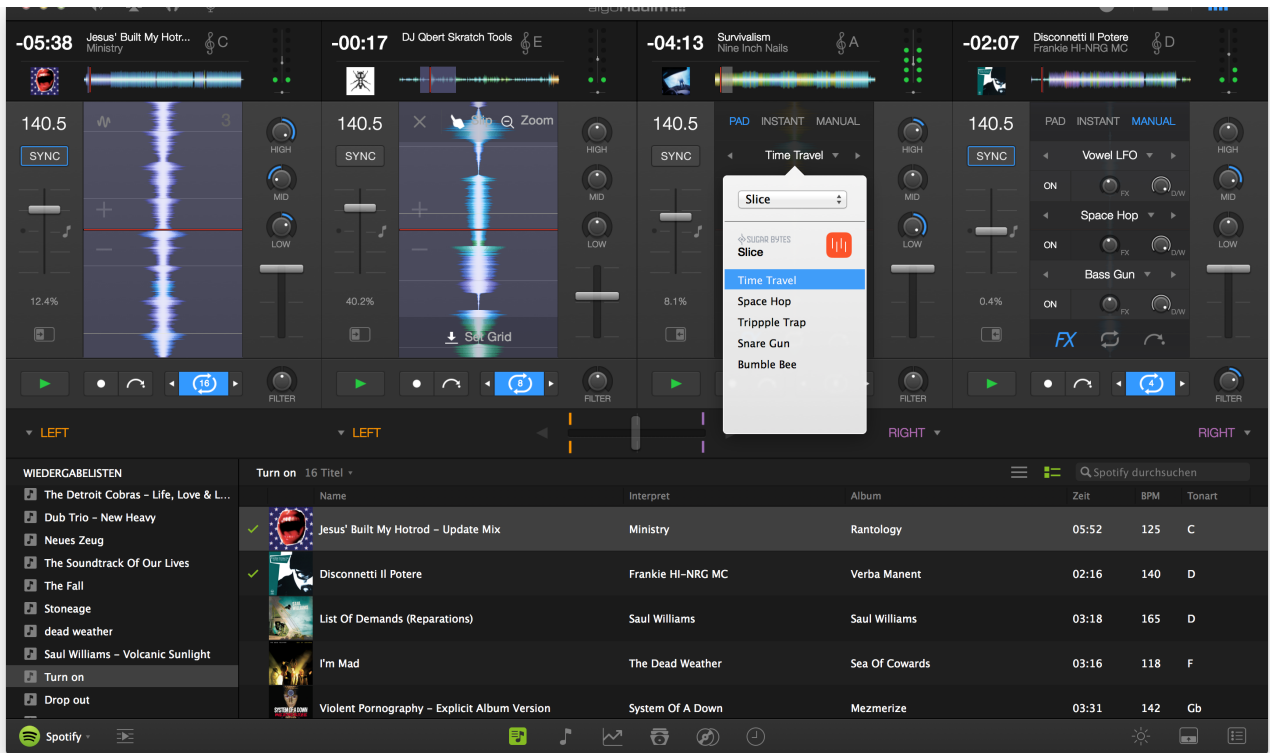 algoriddim
-05:38 Jesus' Built My Hotr... C
Ministry
-00:17 DJ Qbert Skratch Tools E
-04:13 Survivalism A
Nine Inch Nails
-02:07 Disconnetti Il Potere D
Frankie HI-NRG MC
140.5 3
SYNC
HIGH
MID
LOW
12.4%
140.5 Slip Zoom
SYNC
HIGH
MID
LOW
40.2%
Set Grid
140.5 PAD INSTANT MANUAL
SYNC
Time Travel
Slice
SUGAR BYTES
Slice
Time Travel
Space Hop
Trippple Trap
Snare Gun
Bumble Bee
HIGH
MID
LOW
8.1%
140.5 PAD INSTANT MANUAL
SYNC
Vowel LFO
ON FX D/W
Space Hop
ON FX D/W
Bass Gun
ON FX D/W
FX
HIGH
MID
LOW
0.4%
16 FILTER
8 FILTER
FILTER
4 FILTER
LEFT LEFT RIGHT RIGHT
WIEDERGABELISTEN
The Detroit Cobras – Life, Love & L...
Dub Trio – New Heavy
Neues Zeug
The Soundtrack Of Our Lives
The Fall
Stoneage
dead weather
Saul Williams – Volcanic Sunlight
Turn on
Drop out
Turn on 16 Titel Spotify durchsuchen
Name Interpret Album Zeit BPM Tonart
Jesus' Built My Hotrod – Update Mix Ministry Rantology 05:52 125 C
Disconnetti Il Potere Frankie HI-NRG MC Verba Manent 02:16 140 D
List Of Demands (Reparations) Saul Williams Saul Williams 03:18 165 D
I'm Mad The Dead Weather Sea Of Cowards 03:16 118 F
Violent Pornography – Explicit Album Version System Of A Down Mezmerize 03:31 142 Gb
Spotify